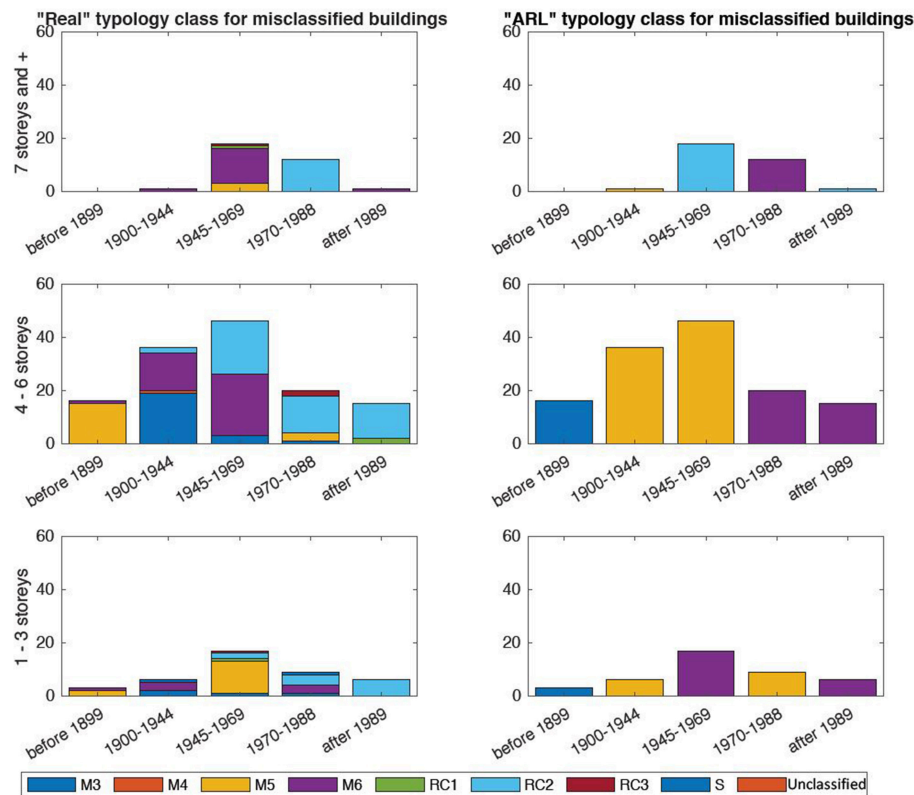 "Real" typology class for misclassified buildings
"ARL" typology class for misclassified buildings
7 storeys and +
60
40
20
0
before 1899
1900-1944
1945-1969
1970-1988
after 1989
60
40
20
0
before 1899
1900-1944
1945-1969
1970-1988
after 1989
4 - 6 storeys
60
40
20
0
before 1899
1900-1944
1945-1969
1970-1988
after 1989
60
40
20
0
before 1899
1900-1944
1945-1969
1970-1988
after 1989
1 - 3 storeys
60
40
20
0
before 1899
1900-1944
1945-1969
1970-1988
after 1989
60
40
20
0
before 1899
1900-1944
1945-1969
1970-1988
after 1989
M3 M4 M5 M6 RC1 RC2 RC3 S Unclassified